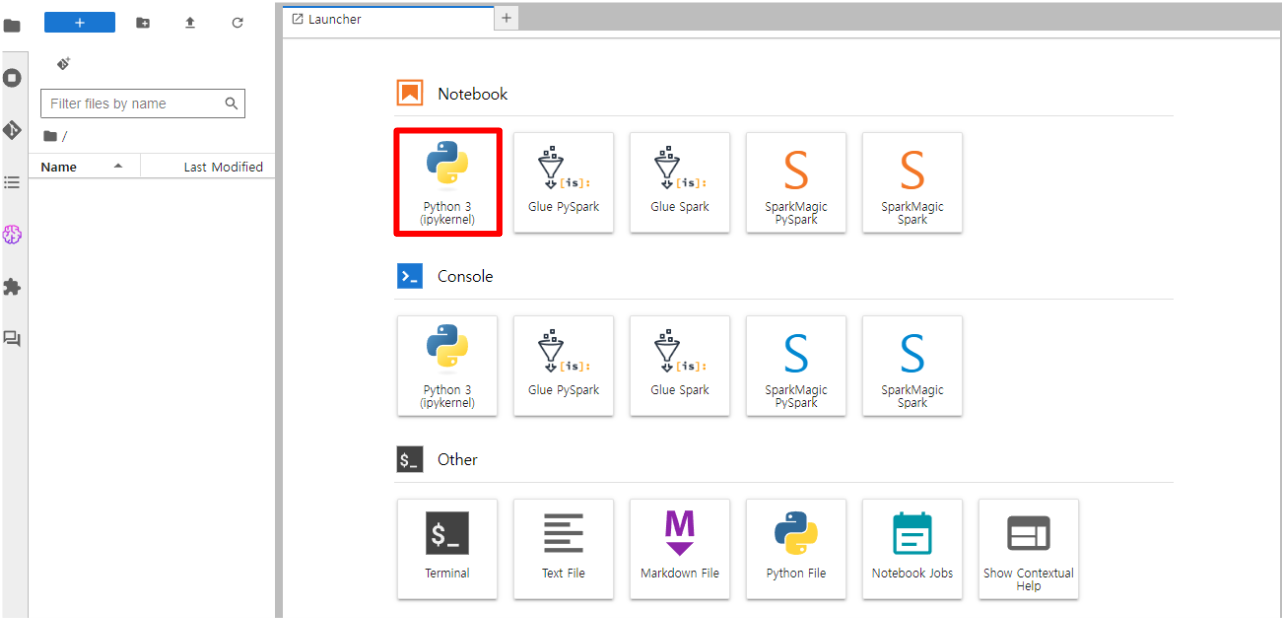 +
Launcher
+
Filter files by name
/
Name
Last Modified
Notebook
Python 3
(ipykernel)
[is]:
Glue PySpark
[is]:
Glue Spark
S
SparkMagic
PySpark
S
SparkMagic
Spark
>_
Console
Python 3
(ipykernel)
[is]:
Glue PySpark
[is]:
Glue Spark
S
SparkMagic
PySpark
S
SparkMagic
Spark
$_
Other
$_
Terminal
Text File
M
Markdown File
Python File
Notebook Jobs
Show Contextual
Help